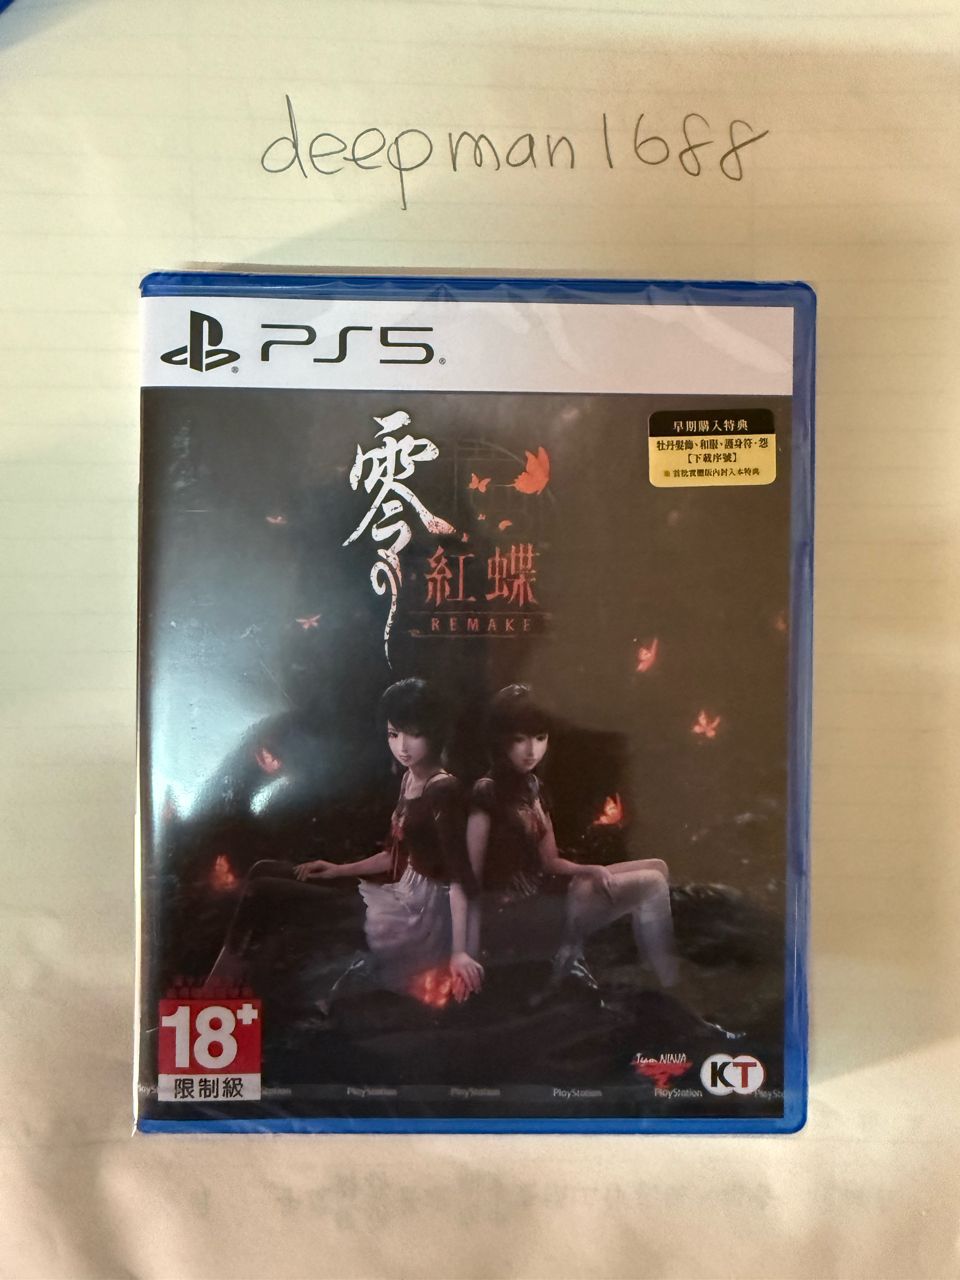 deepman1688
PS5
早期購入特典
牡丹髮飾、和服、護身符·怨
【下載序號】
※ 首批實體版內封入本特典
零
紅蝶
REMAKE
18+
限制級
Team NINJA
KT
PlayStation PlayStation PlayStation PlayStation PlayStation